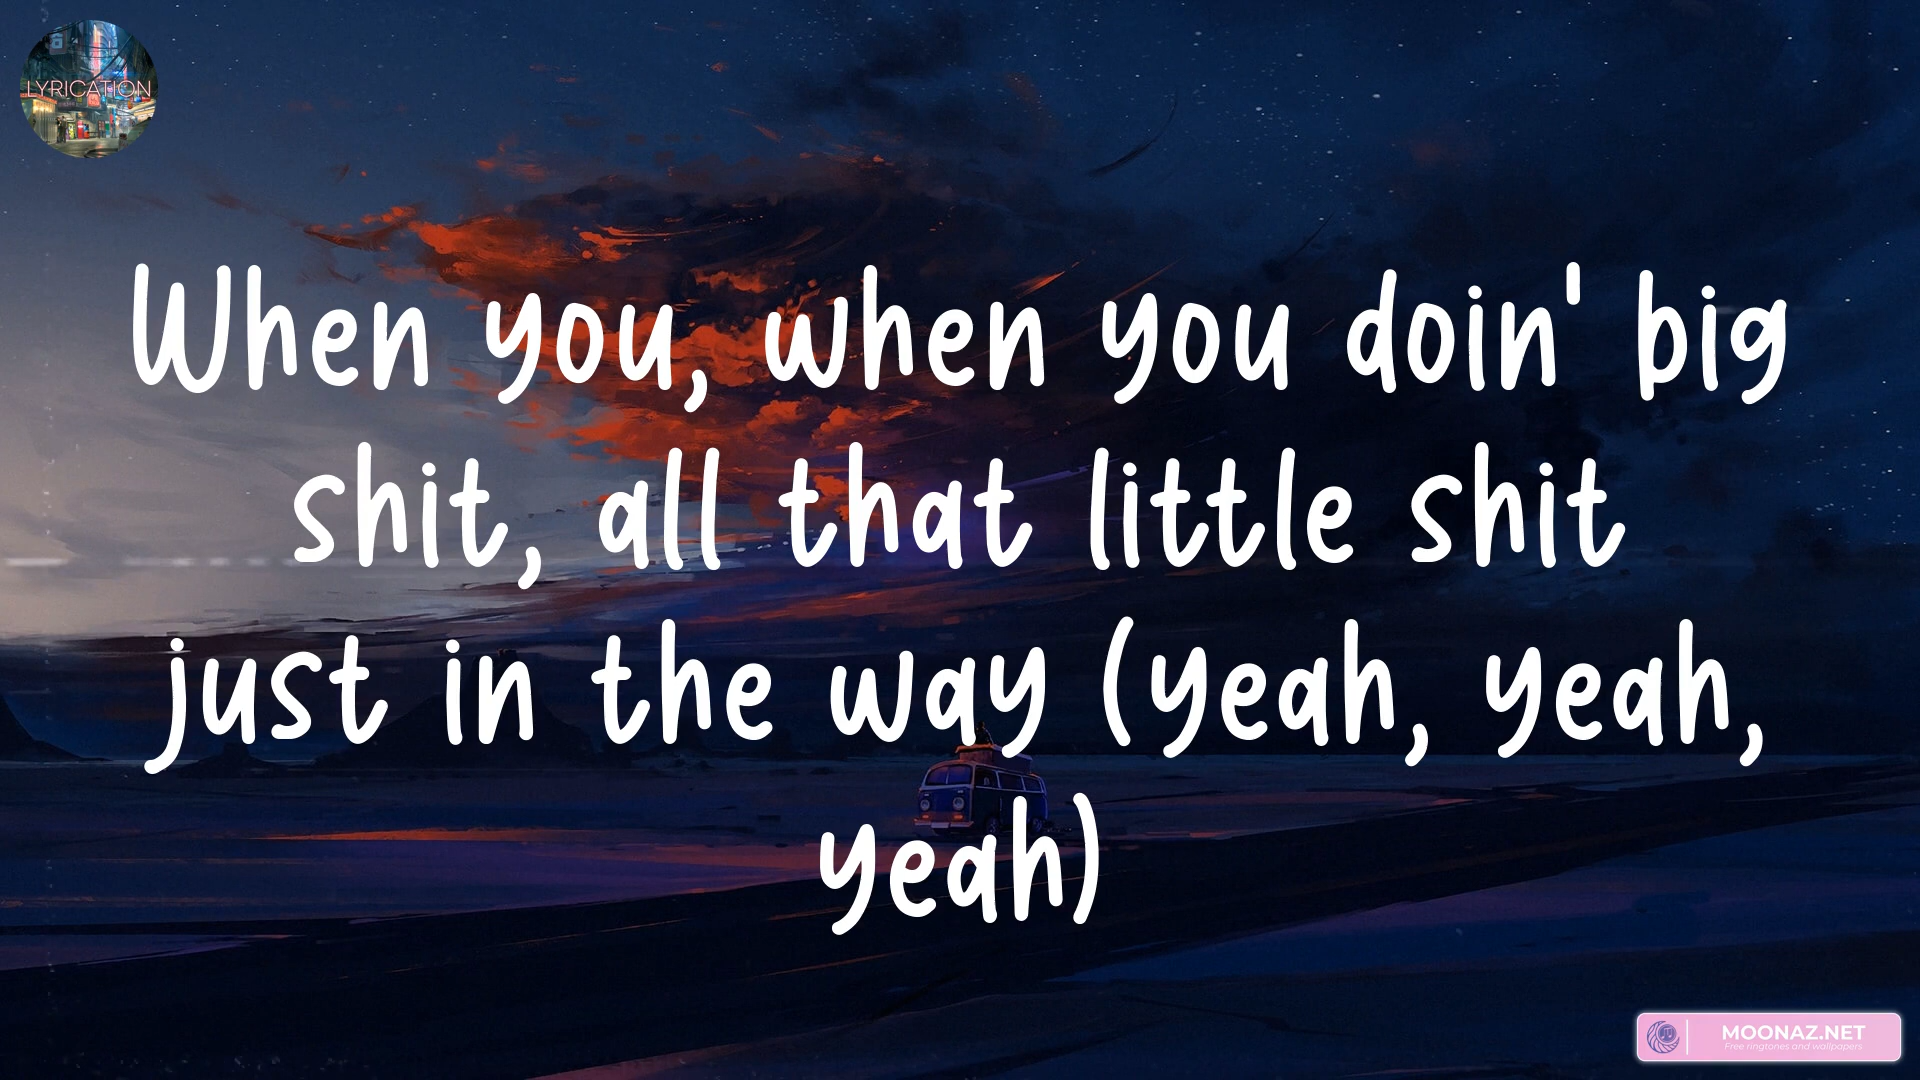 LYRICATION
When you, when you doin' big
shit, all that little shit
just in the way (yeah, yeah,
yeah)
MOONAZ.NET
Free ringtones and wallpapers